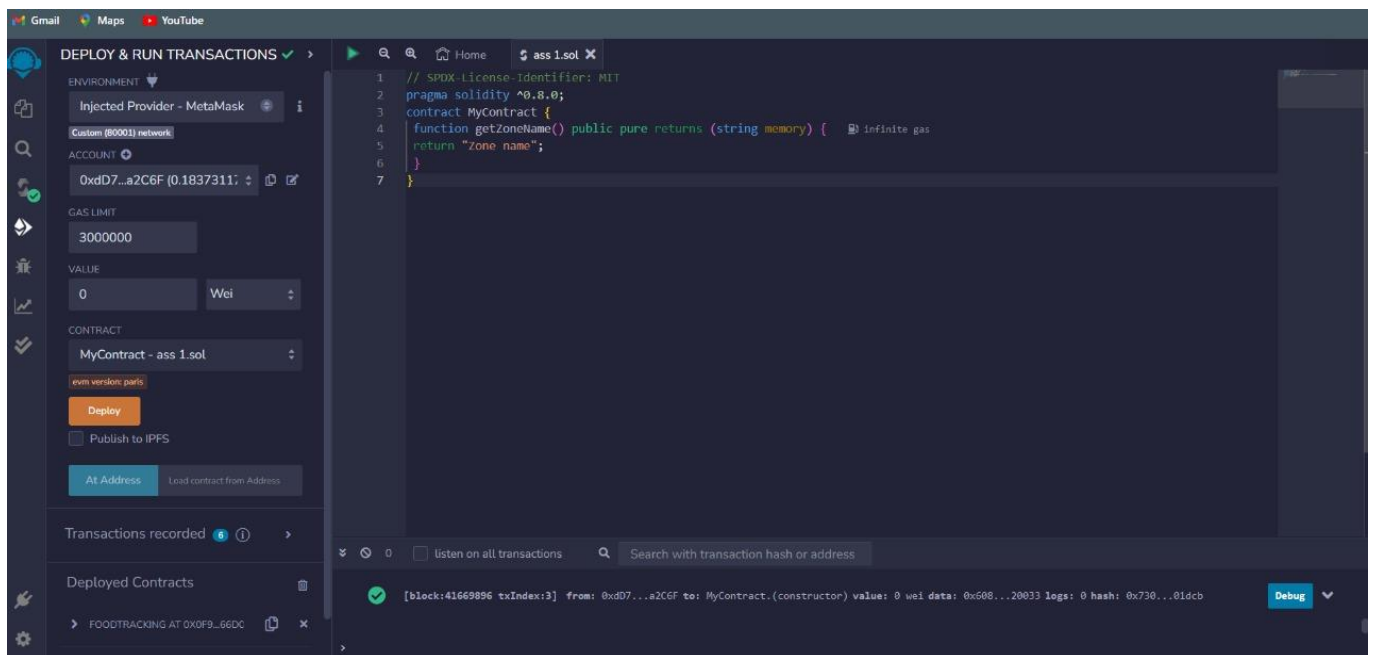 Gmail Maps YouTube
DEPLOY & RUN TRANSACTIONS
ENVIRONMENT
Injected Provider - MetaMask
Custom (80001) network
ACCOUNT
0xdD7...a2C6F (0.1837311
GAS LIMIT
3000000
VALUE
0 Wei
CONTRACT
MyContract - ass 1.sol
evm version: paris
Deploy
Publish to IPFS
At Address Load contract from Address
Transactions recorded 6
Deployed Contracts
FOODTRACKING AT 0X0F9...66DC
Home ass 1.sol
1 // SPDX-License-Identifier: MIT
2 pragma solidity ^0.8.0;
3 contract MyContract {
4 function getZoneName() public pure returns (string memory) { infinite gas
5 return "Zone name";
6 }
7 }
0 listen on all transactions Search with transaction hash or address
[block:41669896 txIndex:3] from: 0xdD7...a2C6F to: MyContract.(constructor) value: 0 wei data: 0x608...20033 logs: 0 hash: 0x730...01dcb Debug